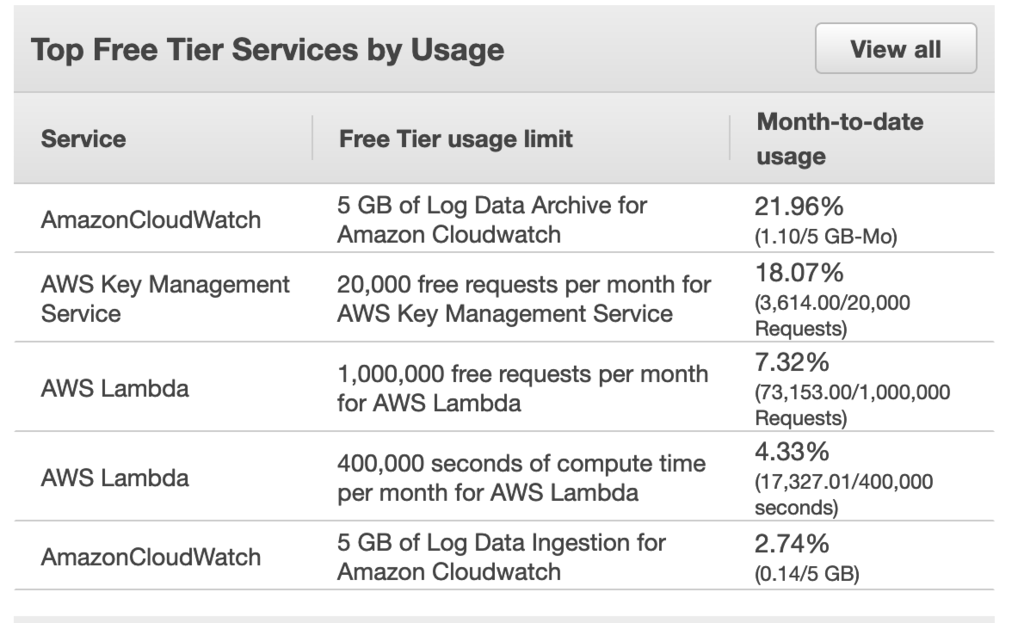 Top Free Tier Services by Usage
View all
Service
Free Tier usage limit
Month-to-date
usage
AmazonCloudWatch
5 GB of Log Data Archive for
Amazon Cloudwatch
21.96%
(1.10/5 GB-Mo)
AWS Key Management
Service
20,000 free requests per month for
AWS Key Management Service
18.07%
(3,614.00/20,000
Requests)
AWS Lambda
1,000,000 free requests per month
for AWS Lambda
7.32%
(73,153.00/1,000,000
Requests)
AWS Lambda
400,000 seconds of compute time
per month for AWS Lambda
4.33%
(17,327.01/400,000
seconds)
AmazonCloudWatch
5 GB of Log Data Ingestion for
Amazon Cloudwatch
2.74%
(0.14/5 GB)